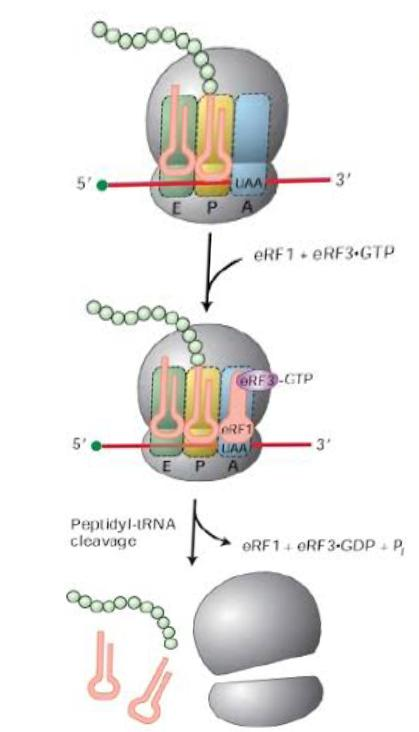 5′ UAA 3′
E P A
eRF1 + eRF3•GTP
eRF3-GTP
eRF1
5′ UAA 3′
E P A
Peptidyl-tRNA
cleavage
eRF1 + eRF3•GDP + Pi